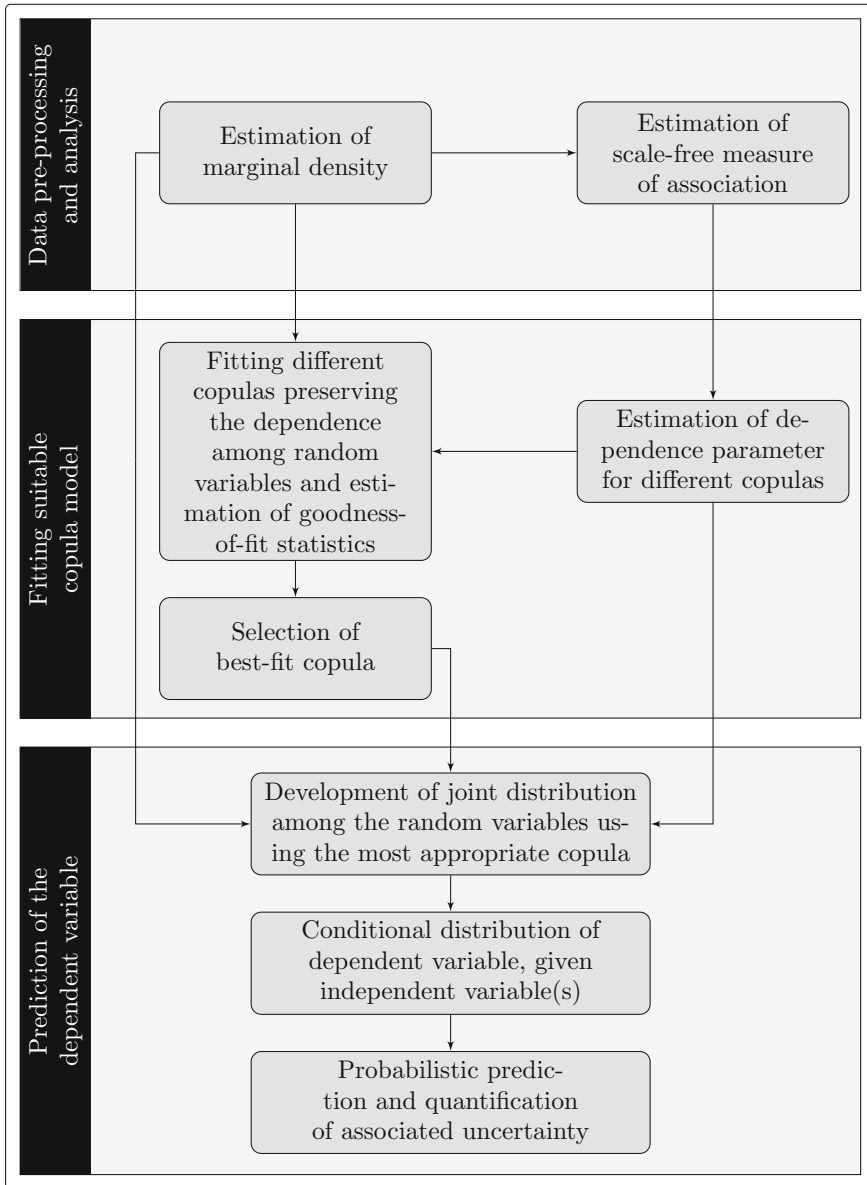 Data pre-processing
and analysis
Estimation of
marginal density
Estimation of
scale-free measure
of association
Fitting suitable
copula model
Fitting different
copulas preserving
the dependence
among random
variables and esti-
mation of goodness-
of-fit statistics
Estimation of de-
pendence parameter
for different copulas
Selection of
best-fit copula
Prediction of the
dependent variable
Development of joint distribution
among the random variables us-
ing the most appropriate copula
Conditional distribution of
dependent variable, given
independent variable(s)
Probabilistic predic-
tion and quantification
of associated uncertainty